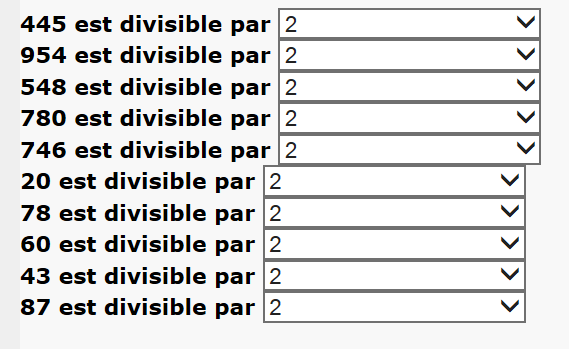 445 est divisible par 2
954 est divisible par 2
548 est divisible par 2
780 est divisible par 2
746 est divisible par 2
20 est divisible par 2
78 est divisible par 2
60 est divisible par 2
43 est divisible par 2
87 est divisible par 2